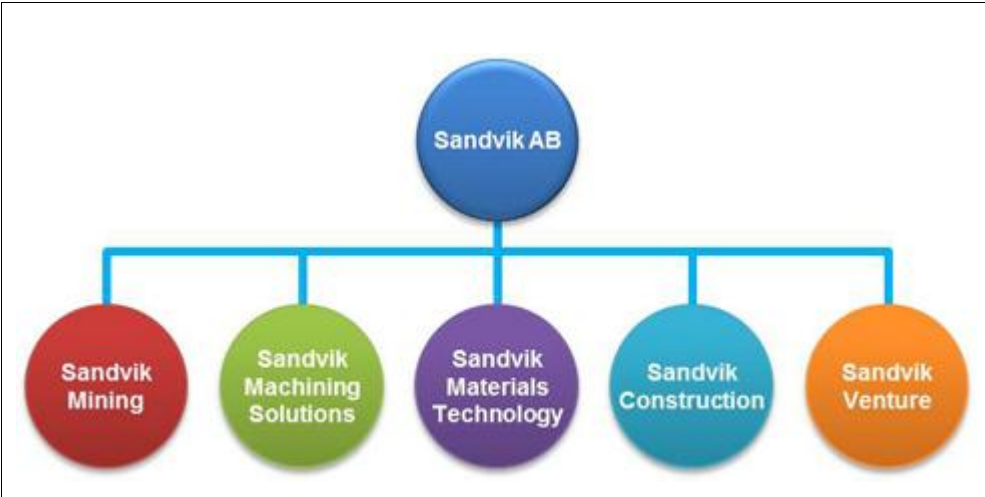 Sandvik AB
Sandvik
Mining
Sandvik
Machining
Solutions
Sandvik
Materials
Technology
Sandvik
Construction
Sandvik
Venture